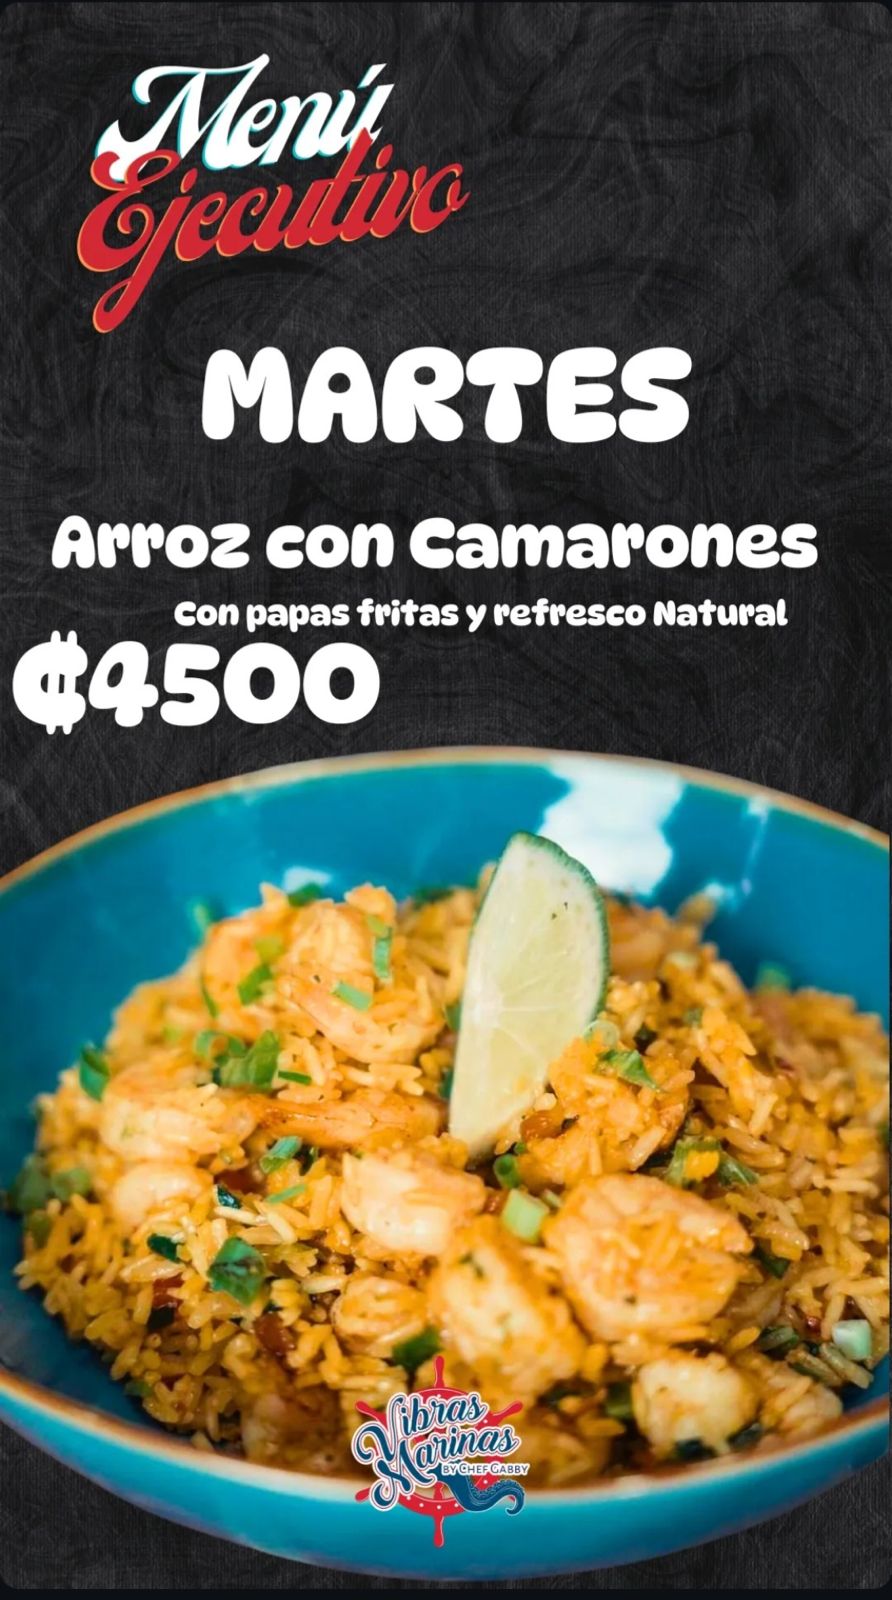 Menú
Ejecutivo
MARTES
Arroz con Camarones
Con papas fritas y refresco Natural
₡4500
Vibras
Marinas
BY CHEF GABBY